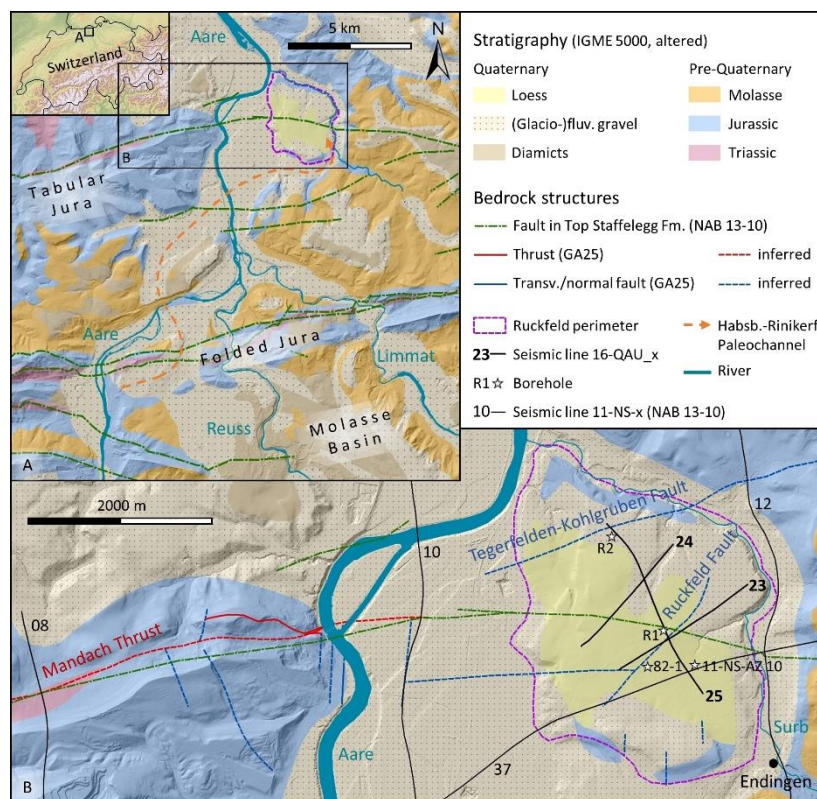 A
Switzerland
Aare
5 km
N
B
Tabular
Jura
Aare
Folded Jura
Limmat
Reuss
Molasse
Basin
A
Stratigraphy (IGME 5000, altered)
Quaternary
Pre-Quaternary
Loess
Molasse
(Glacio-)fluv. gravel
Jurassic
Diamicts
Triassic
Bedrock structures
Fault in Top Staffelegg Fm. (NAB 13-10)
Thrust (GA25)
inferred
Transv./normal fault (GA25)
inferred
Ruckfeld perimeter
Habsb.-Rinikerf
Paleochannel
23 Seismic line 16-QAU_x
R1 Borehole
River
10 Seismic line 11-NS-x (NAB 13-10)
2000 m
10
12
Tegerfelden-Kohlgruben Fault
R2
24
Ruckfeld Fault
23
08
R1
Mandach Thrust
82-1
11-NS-AZ 10
25
Aare
37
Surb
Endingen
B